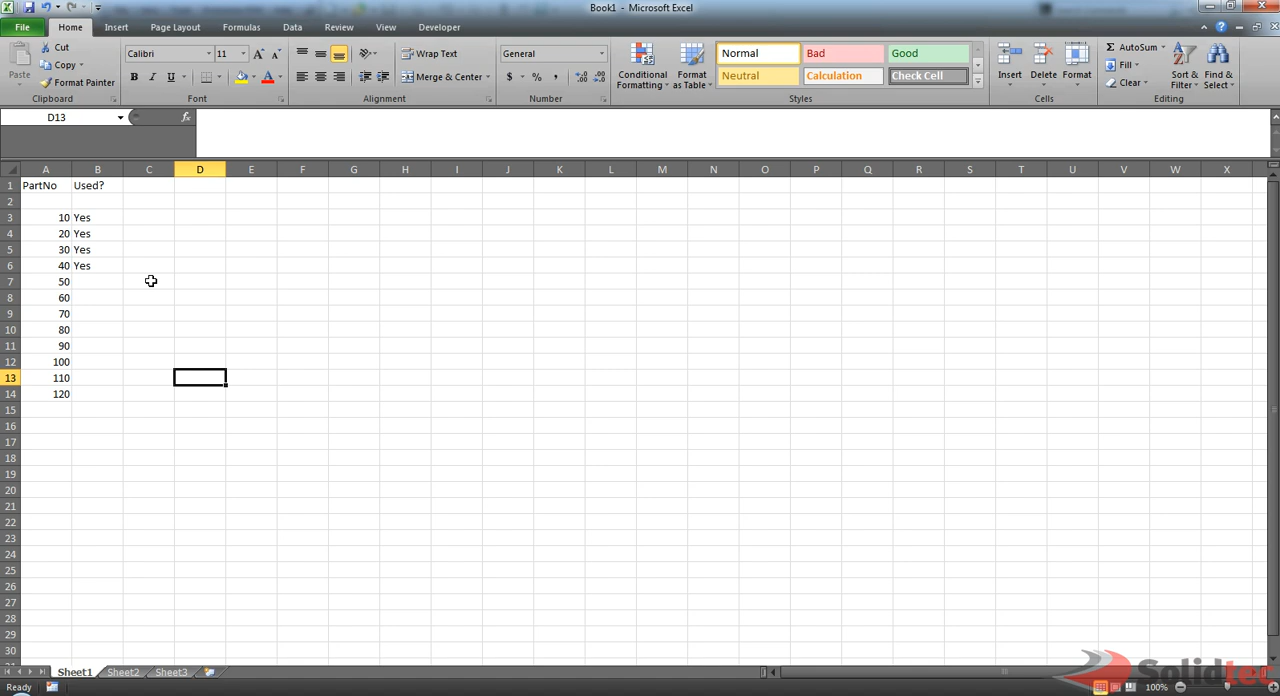 Book1 - Microsoft Excel
File Home Insert Page Layout Formulas Data Review View Developer
Paste
Cut
Copy
Format Painter
Clipboard
Calibri 11
Font
Wrap Text
Merge & Center
Alignment
General
$ % ,
Number
Conditional Formatting
Format as Table
Normal Bad Good
Neutral Calculation Check Cell
Styles
Insert Delete Format
Cells
Σ AutoSum
Fill
Clear
Sort & Filter
Find & Select
Editing
D13 fx
A B C D E F G H I J K L M N O P Q R S T U V W X
1 PartNo Used?
2
3 10 Yes
4 20 Yes
5 30 Yes
6 40 Yes
7 50
8 60
9 70
10 80
11 90
12 100
13 110
14 120
15
16
17
18
19
20
21
22
23
24
25
26
27
28
29
30
Sheet1 Sheet2 Sheet3
Ready
100%
Solidtec